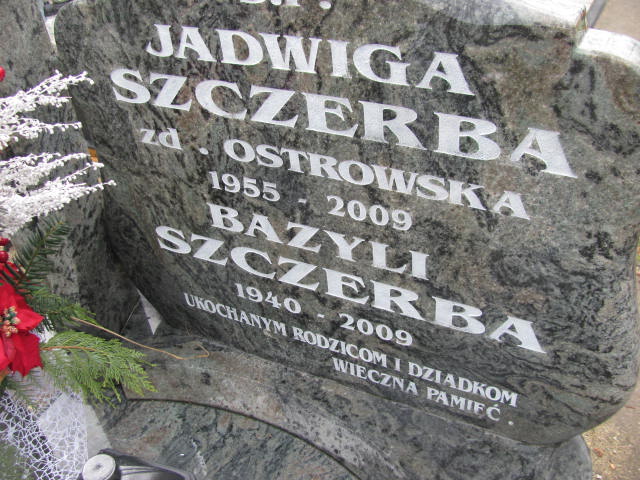 Ś.P.
JADWIGA
SZCZERBA
zd. OSTROWSKA
1955 - 2009
BAZYLI
SZCZERBA
1940 - 2009
UKOCHANYM RODZICOM I DZIADKOM
WIECZNA PAMIĘĆ.